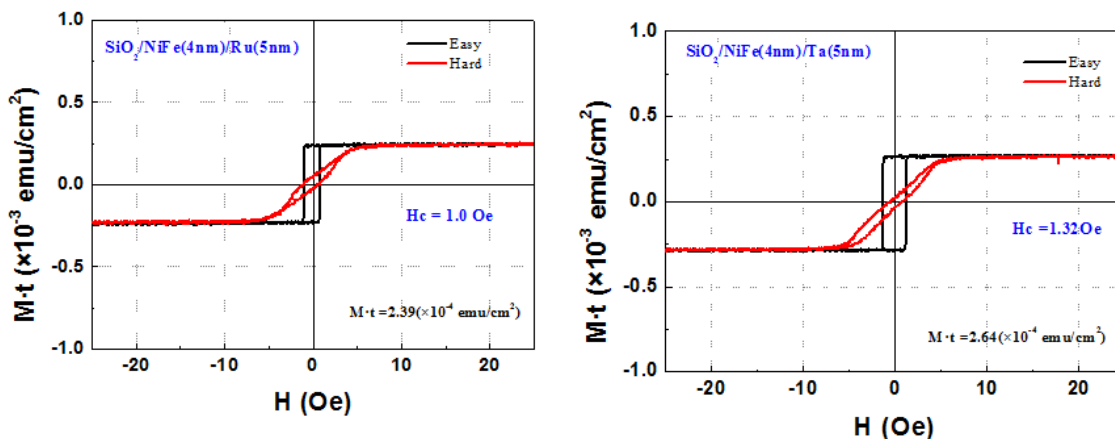 SiO₂/NiFe(4nm)/Ru(5nm)
Easy
Hard
Hc = 1.0 Oe
M·t =2.39(×10⁻⁴ emu/cm²)
M·t (×10⁻³ emu/cm²)
1.0
0.5
0.0
-0.5
-1.0
-20
-10
0
10
20
H (Oe)
SiO₂/NiFe(4nm)/Ta(5nm)
Easy
Hard
Hc =1.32 Oe
M·t =2.64(×10⁻⁴ emu/cm²)
M·t (×10⁻³ emu/cm²)
1.0
0.5
0.0
-0.5
-1.0
-20
-10
0
10
20
H (Oe)